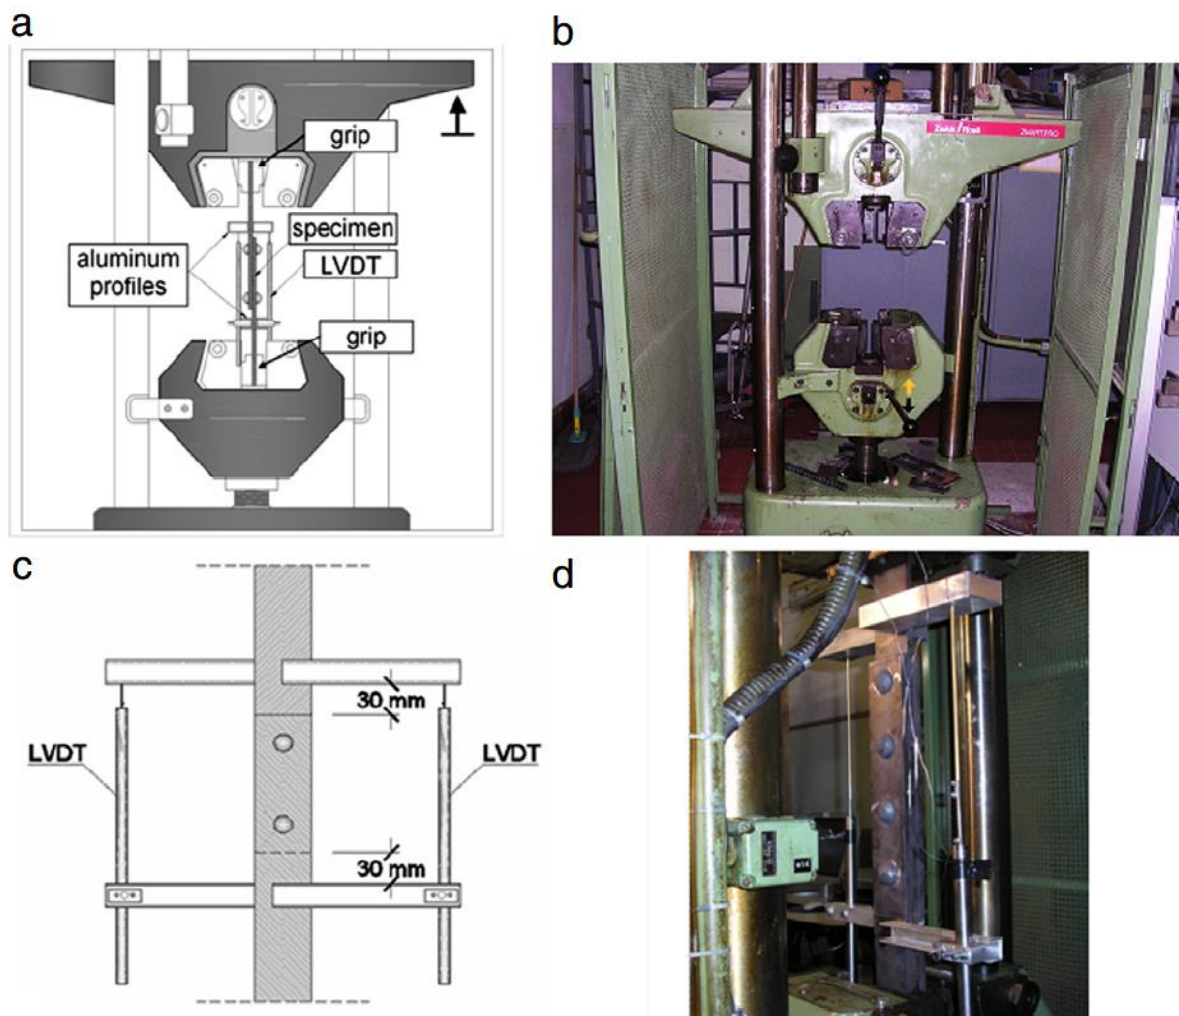 a
grip
specimen
aluminum
profiles
LVDT
grip
b
c
30 mm
LVDT
LVDT
30 mm
d